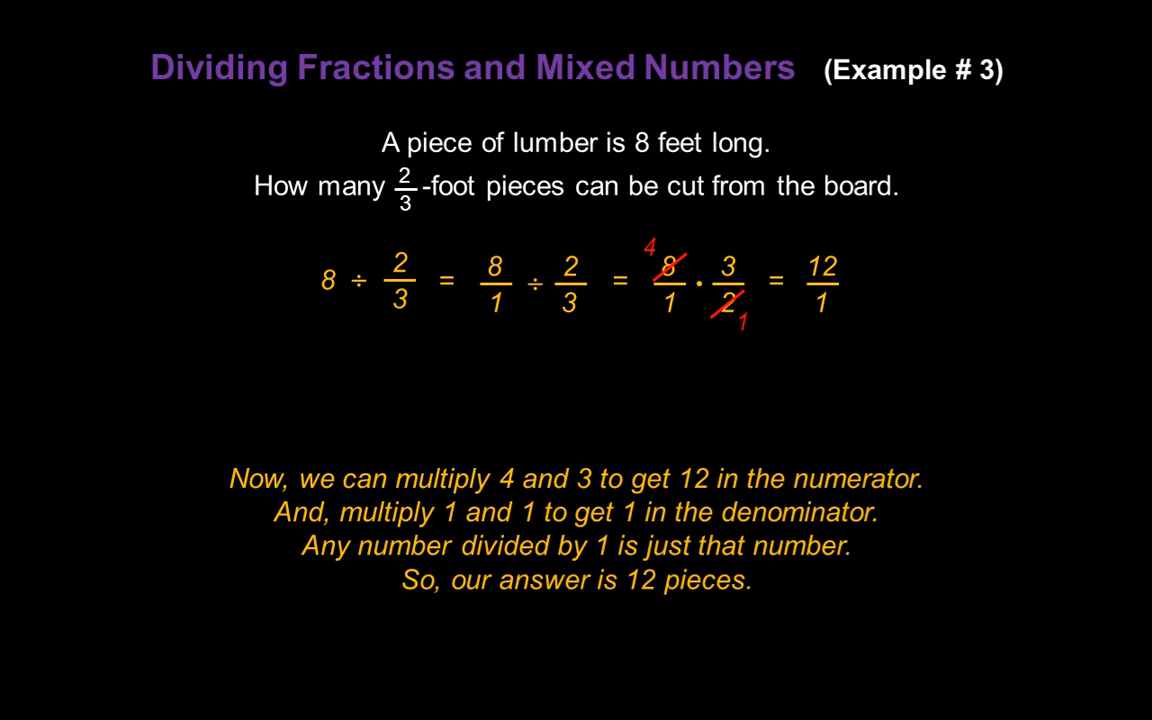 Dividing Fractions and Mixed Numbers (Example # 3)
A piece of lumber is 8 feet long.
How many 2/3 -foot pieces can be cut from the board.
8 ÷ 2/3 = 8/1 ÷ 2/3 = 4 8/1 • 3/2 1 = 12/1
Now, we can multiply 4 and 3 to get 12 in the numerator.
And, multiply 1 and 1 to get 1 in the denominator.
Any number divided by 1 is just that number.
So, our answer is 12 pieces.